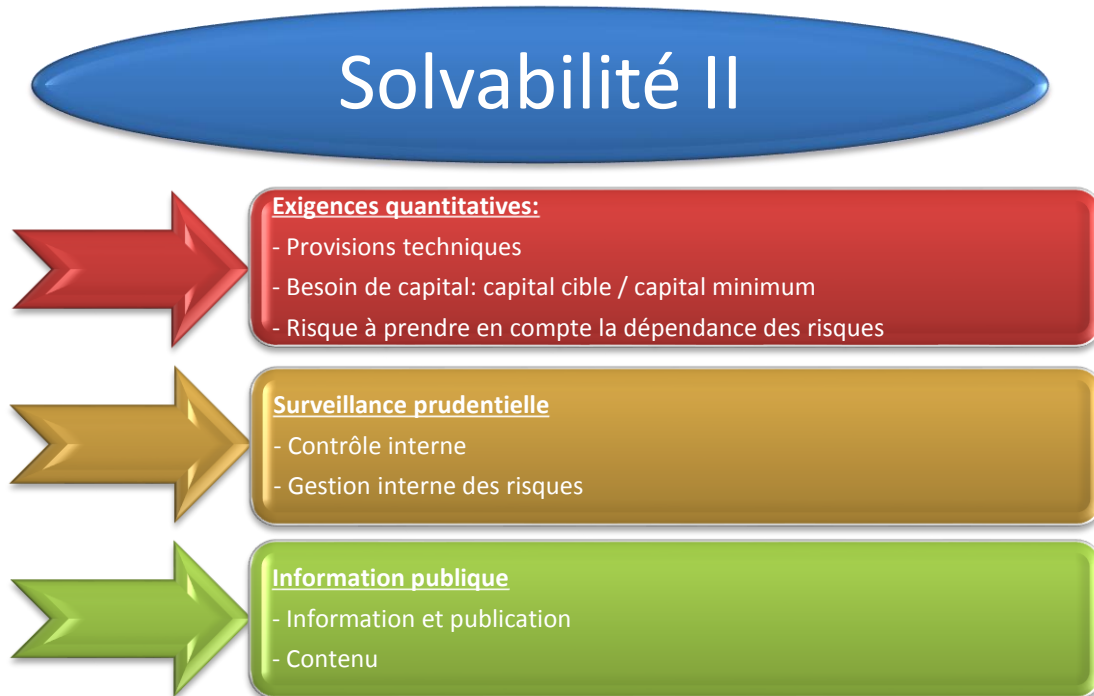 Solvabilité II
Exigences quantitatives:
- Provisions techniques
- Besoin de capital: capital cible / capital minimum
- Risque à prendre en compte la dépendance des risques
Surveillance prudentielle
- Contrôle interne
- Gestion interne des risques
Information publique
- Information et publication
- Contenu